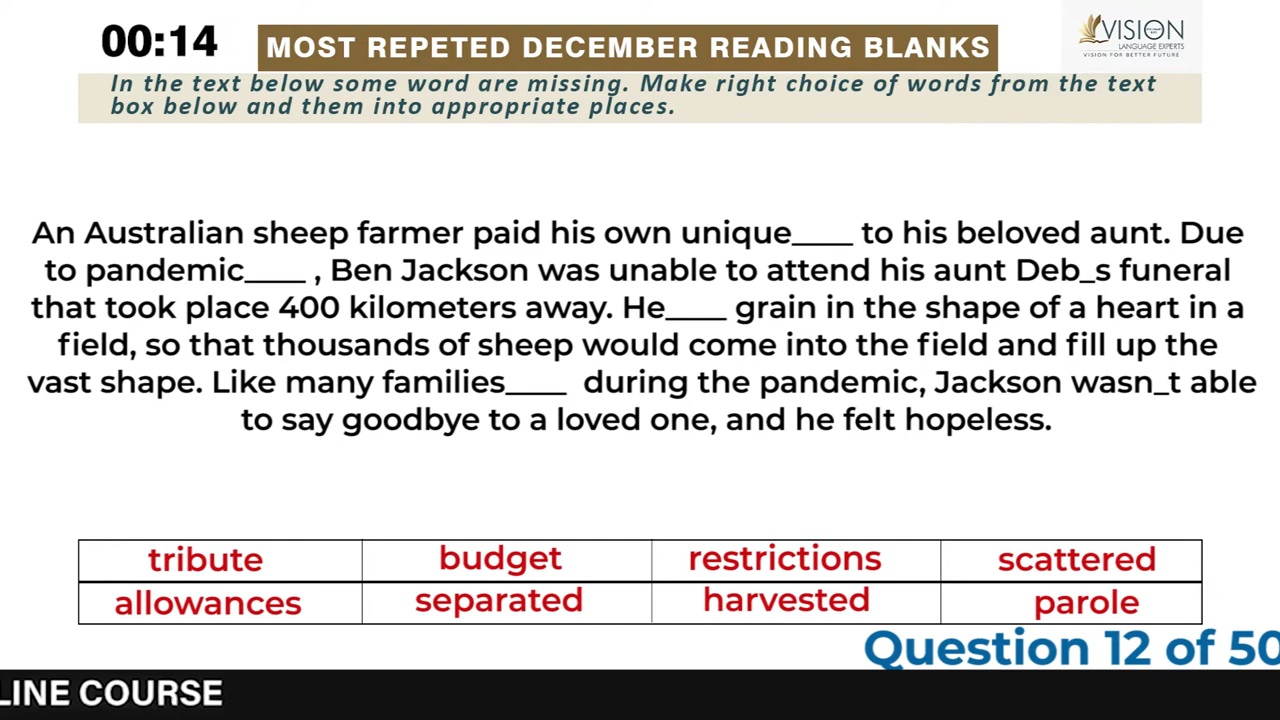 00:14
MOST REPETED DECEMBER READING BLANKS
VISION
LANGUAGE EXPERTS
VISION FOR BETTER FUTURE
In the text below some word are missing. Make right choice of words from the text
box below and them into appropriate places.
An Australian sheep farmer paid his own unique____ to his beloved aunt. Due
to pandemic____ , Ben Jackson was unable to attend his aunt Deb_s funeral
that took place 400 kilometers away. He____ grain in the shape of a heart in a
field, so that thousands of sheep would come into the field and fill up the
vast shape. Like many families____ during the pandemic, Jackson wasn_t able
to say goodbye to a loved one, and he felt hopeless.
tribute budget restrictions scattered
allowances separated harvested parole
Question 12 of 50
LINE COURSE